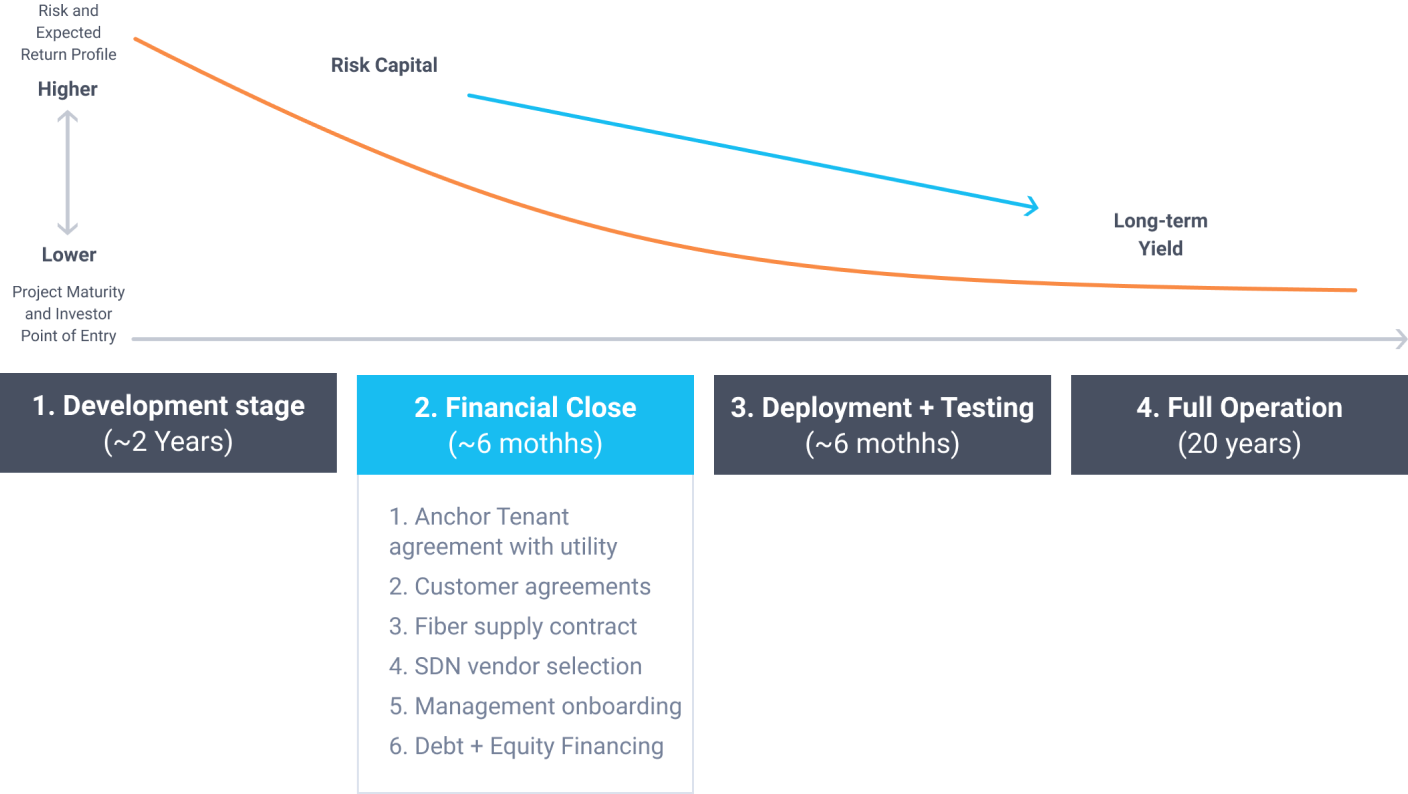 Risk and
Expected
Return Profile
Higher
Risk Capital
Lower
Long-term
Yield
Project Maturity
and Investor
Point of Entry
1. Development stage
(~2 Years)
2. Financial Close
(~6 mothhs)
3. Deployment + Testing
(~6 mothhs)
4. Full Operation
(20 years)
1. Anchor Tenant
agreement with utility
2. Customer agreements
3. Fiber supply contract
4. SDN vendor selection
5. Management onboarding
6. Debt + Equity Financing